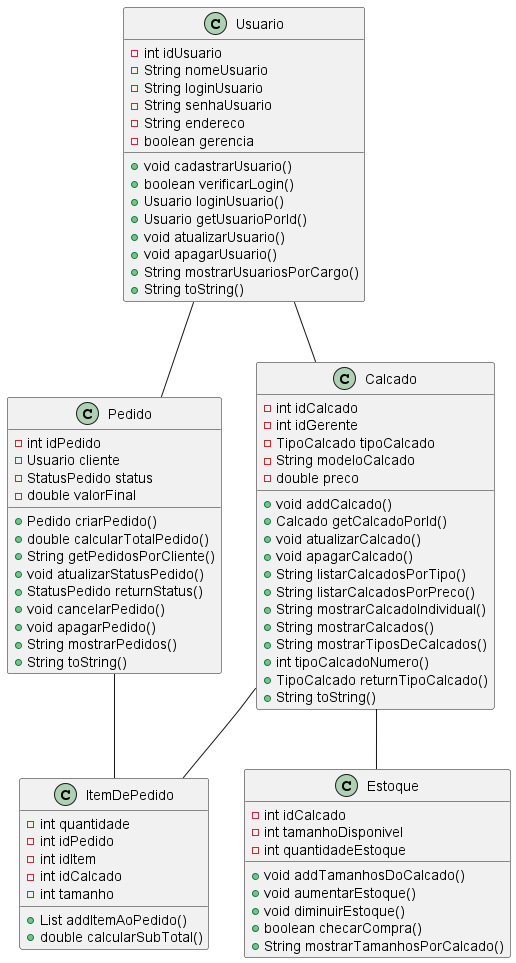 C Usuario
int idUsuario
String nomeUsuario
String loginUsuario
String senhaUsuario
String endereco
boolean gerencia
void cadastrarUsuario()
boolean verificarLogin()
Usuario loginUsuario()
Usuario getUsuarioPorId()
void atualizarUsuario()
void apagarUsuario()
String mostrarUsuariosPorCargo()
String toString()
C Pedido
int idPedido
Usuario cliente
StatusPedido status
double valorFinal
Pedido criarPedido()
double calcularTotalPedido()
String getPedidosPorCliente()
void atualizarStatusPedido()
StatusPedido returnStatus()
void cancelarPedido()
void apagarPedido()
String mostrarPedidos()
String toString()
C Calcado
int idCalcado
int idGerente
TipoCalcado tipoCalcado
String modeloCalcado
double preco
void addCalcado()
Calcado getCalcadoPorId()
void atualizarCalcado()
void apagarCalcado()
String listarCalcadosPorTipo()
String listarCalcadosPorPreco()
String mostrarCalcadoIndividual()
String mostrarCalcados()
String mostrarTiposDeCalcados()
int tipoCalcadoNumero()
TipoCalcado returnTipoCalcado()
String toString()
C ItemDePedido
int quantidade
int idPedido
int idItem
int idCalcado
int tamanho
List addItemAoPedido()
double calcularSubTotal()
C Estoque
int idCalcado
int tamanhoDisponivel
int quantidadeEstoque
void addTamanhosDoCalcado()
void aumentarEstoque()
void diminuirEstoque()
boolean checarCompra()
String mostrarTamanhosPorCalcado()